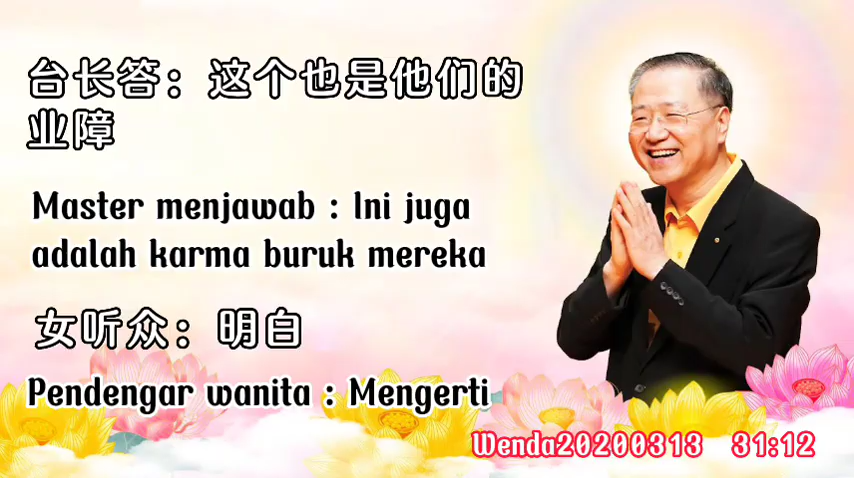 台长答：这个也是他们的
业障
Master menjawab : Ini juga
adalah karma buruk mereka
女听众：明白
Pendengar wanita : Mengerti
Wenda20200313 31:12